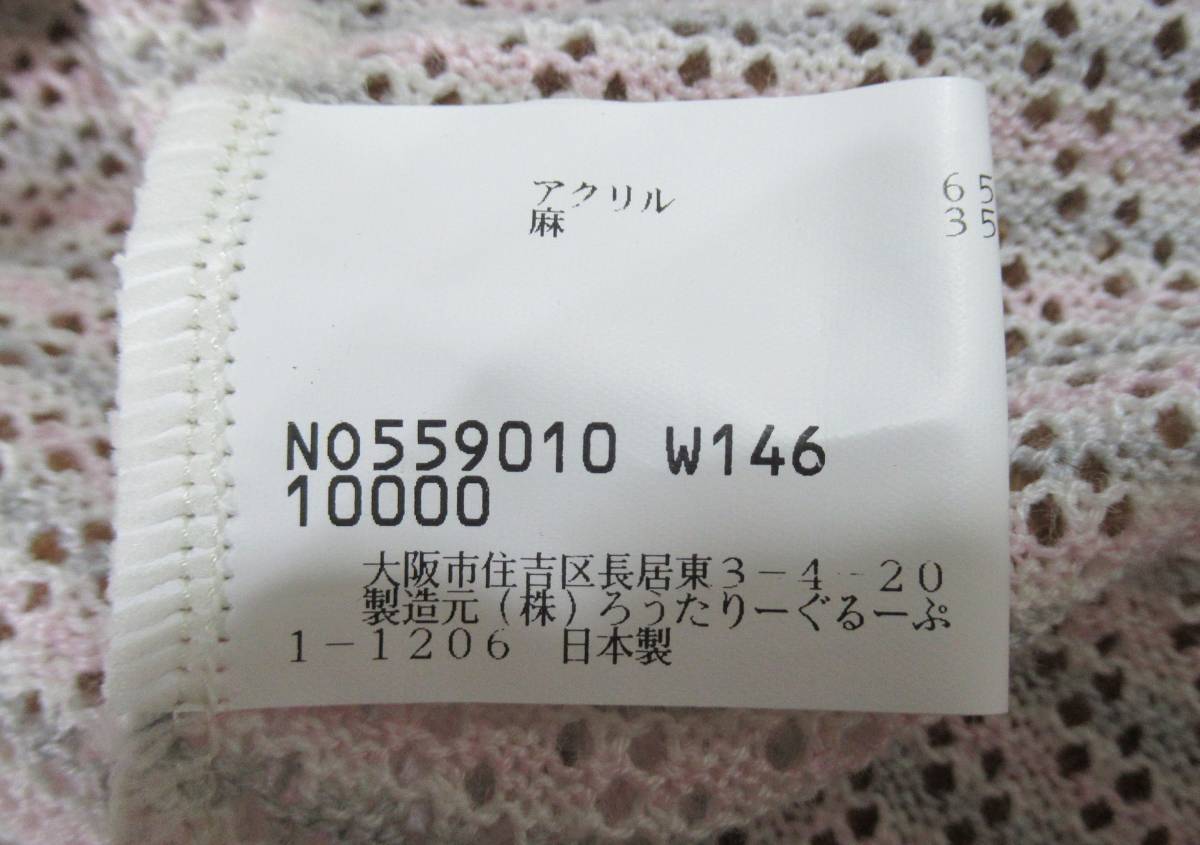 アクリル 65
麻 35
NO559010 W146
10000
大阪市住吉区長居東3-4-20
製造元(株)ろうたりーぐるーぷ
1-1206 日本製